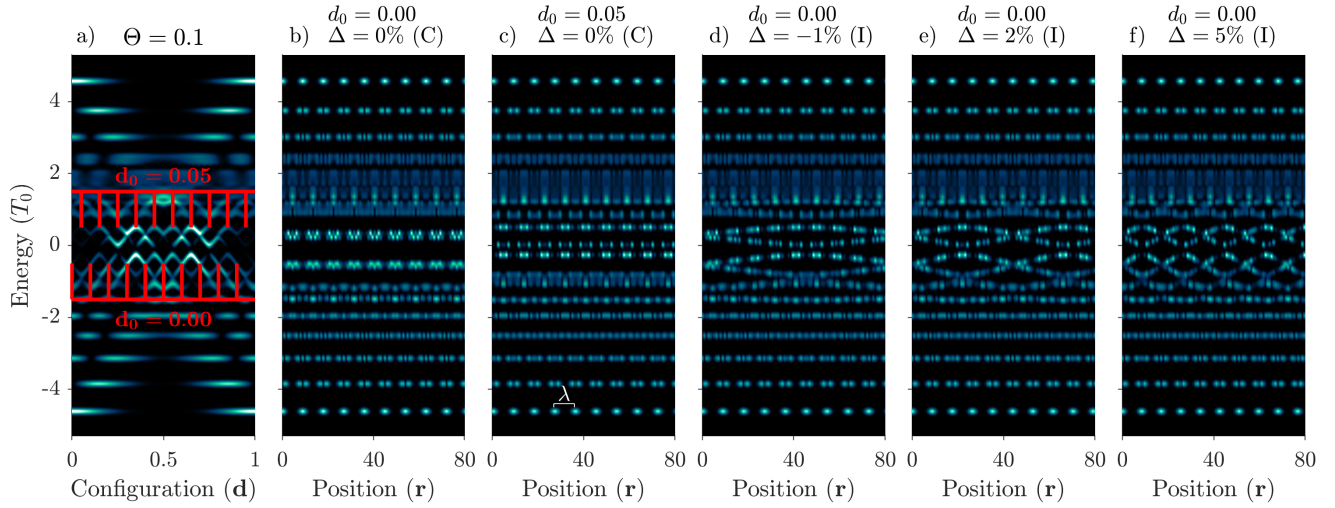 a) Θ = 0.1
b) d₀ = 0.00
Δ = 0% (C)
c) d₀ = 0.05
Δ = 0% (C)
d) d₀ = 0.00
Δ = −1% (I)
e) d₀ = 0.00
Δ = 2% (I)
f) d₀ = 0.00
Δ = 5% (I)
Energy (T₀)
4
2
0
-2
-4
d₀ = 0.05
d₀ = 0.00
λ
0 0.5 1
0 40 80
0 40 80
0 40 80
0 40 80
0 40 80
Configuration (d)
Position (r)
Position (r)
Position (r)
Position (r)
Position (r)